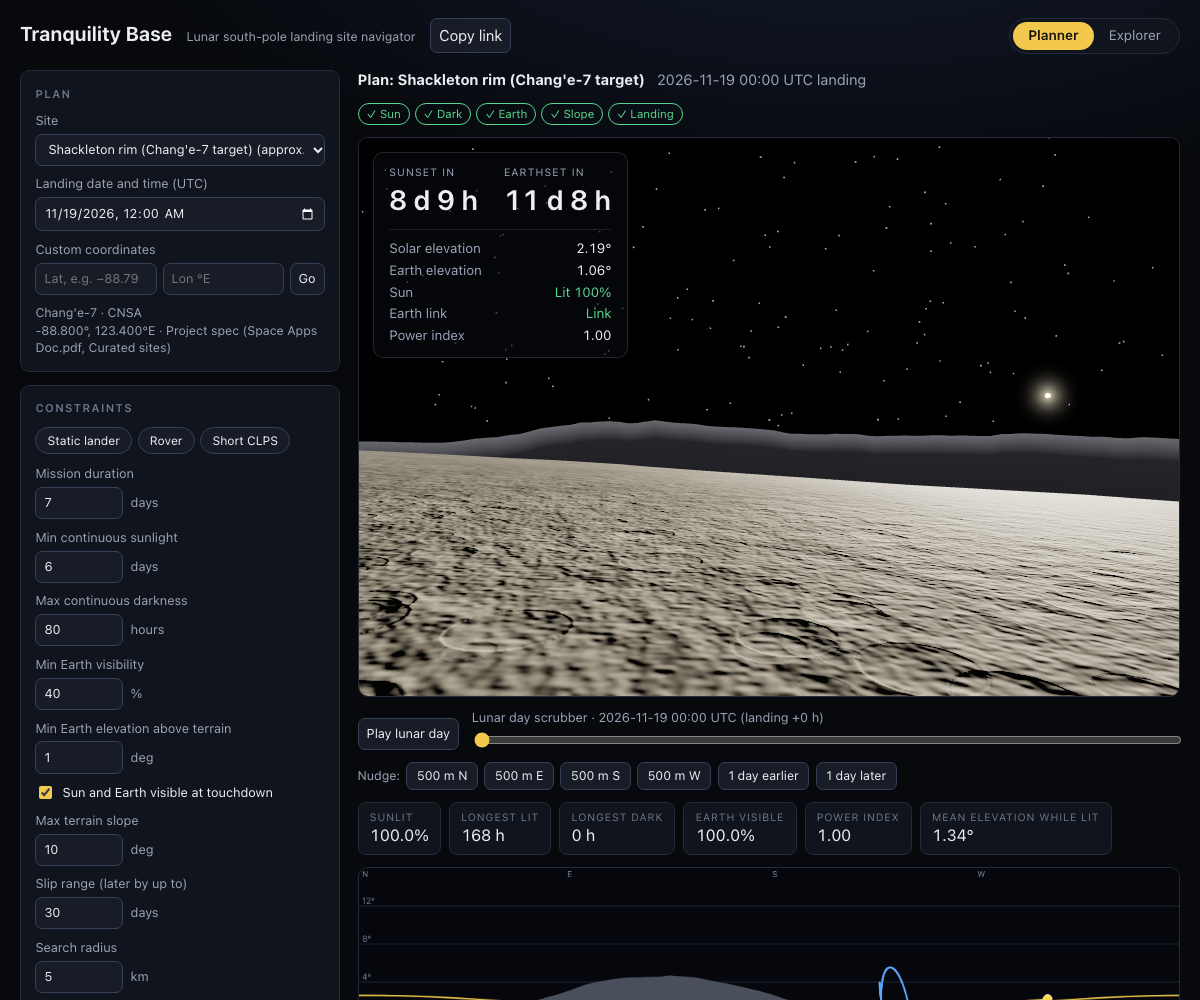 Tranquility Base Lunar south-pole landing site navigator Copy link Planner Explorer
PLAN
Site
Shackleton rim (Chang'e-7 target) (approx.
Landing date and time (UTC)
11/19/2026, 12:00 AM
Custom coordinates
Lat, e.g. −88.79 Lon °E Go
Chang'e-7 · CNSA
-88.800°, 123.400°E · Project spec (Space Apps
Doc.pdf, Curated sites)
CONSTRAINTS
Static lander Rover Short CLPS
Mission duration
7 days
Min continuous sunlight
6 days
Max continuous darkness
80 hours
Min Earth visibility
40 %
Min Earth elevation above terrain
1 deg
Sun and Earth visible at touchdown
Max terrain slope
10 deg
Slip range (later by up to)
30 days
Search radius
5 km
Plan: Shackleton rim (Chang'e-7 target) 2026-11-19 00:00 UTC landing
✓ Sun ✓ Dark ✓ Earth ✓ Slope ✓ Landing
SUNSET IN EARTHSET IN
8 d 9 h 11 d 8 h
Solar elevation 2.19°
Earth elevation 1.06°
Sun Lit 100%
Earth link Link
Power index 1.00
Play lunar day
Lunar day scrubber · 2026-11-19 00:00 UTC (landing +0 h)
Nudge: 500 m N 500 m E 500 m S 500 m W 1 day earlier 1 day later
SUNLIT LONGEST LIT LONGEST DARK EARTH VISIBLE POWER INDEX MEAN ELEVATION WHILE LIT
100.0% 168 h 0 h 100.0% 1.00 1.34°
N E S W
12°
8°
4°